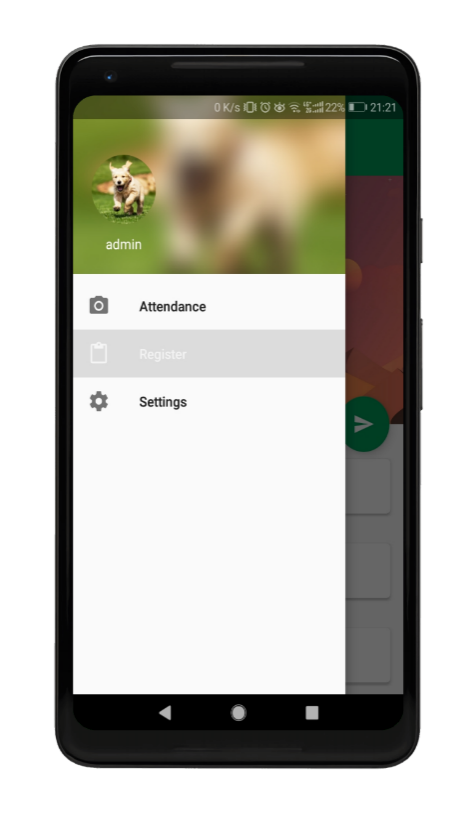 0 K/s 22% 21:21
admin
Attendance
Register
Settings